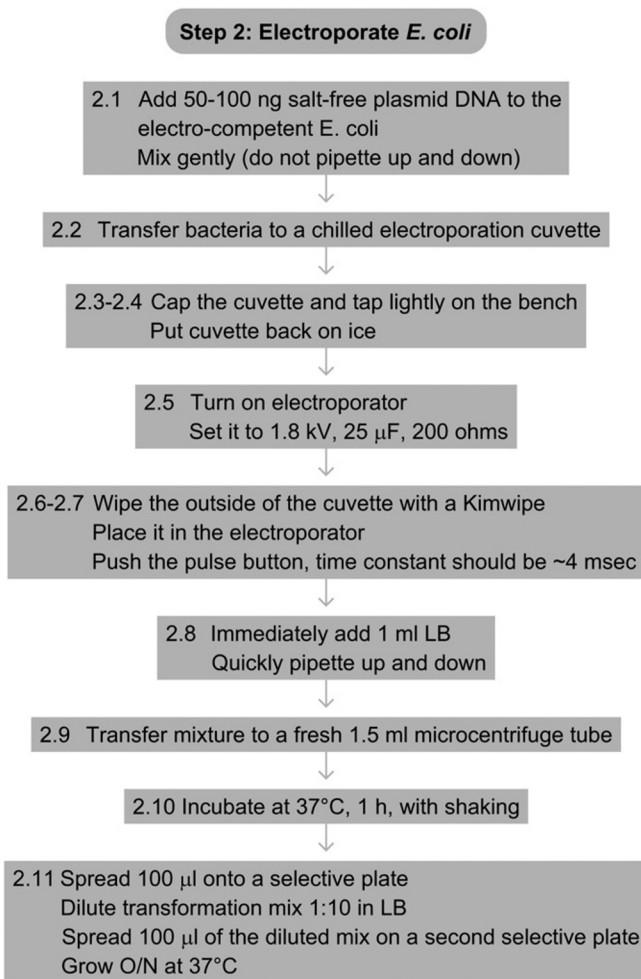 Step 2: Electroporate E. coli
2.1 Add 50-100 ng salt-free plasmid DNA to the
electro-competent E. coli
Mix gently (do not pipette up and down)
2.2 Transfer bacteria to a chilled electroporation cuvette
2.3-2.4 Cap the cuvette and tap lightly on the bench
Put cuvette back on ice
2.5 Turn on electroporator
Set it to 1.8 kV, 25 μF, 200 ohms
2.6-2.7 Wipe the outside of the cuvette with a Kimwipe
Place it in the electroporator
Push the pulse button, time constant should be ~4 msec
2.8 Immediately add 1 ml LB
Quickly pipette up and down
2.9 Transfer mixture to a fresh 1.5 ml microcentrifuge tube
2.10 Incubate at 37°C, 1 h, with shaking
2.11 Spread 100 μl onto a selective plate
Dilute transformation mix 1:10 in LB
Spread 100 μl of the diluted mix on a second selective plate
Grow O/N at 37°C